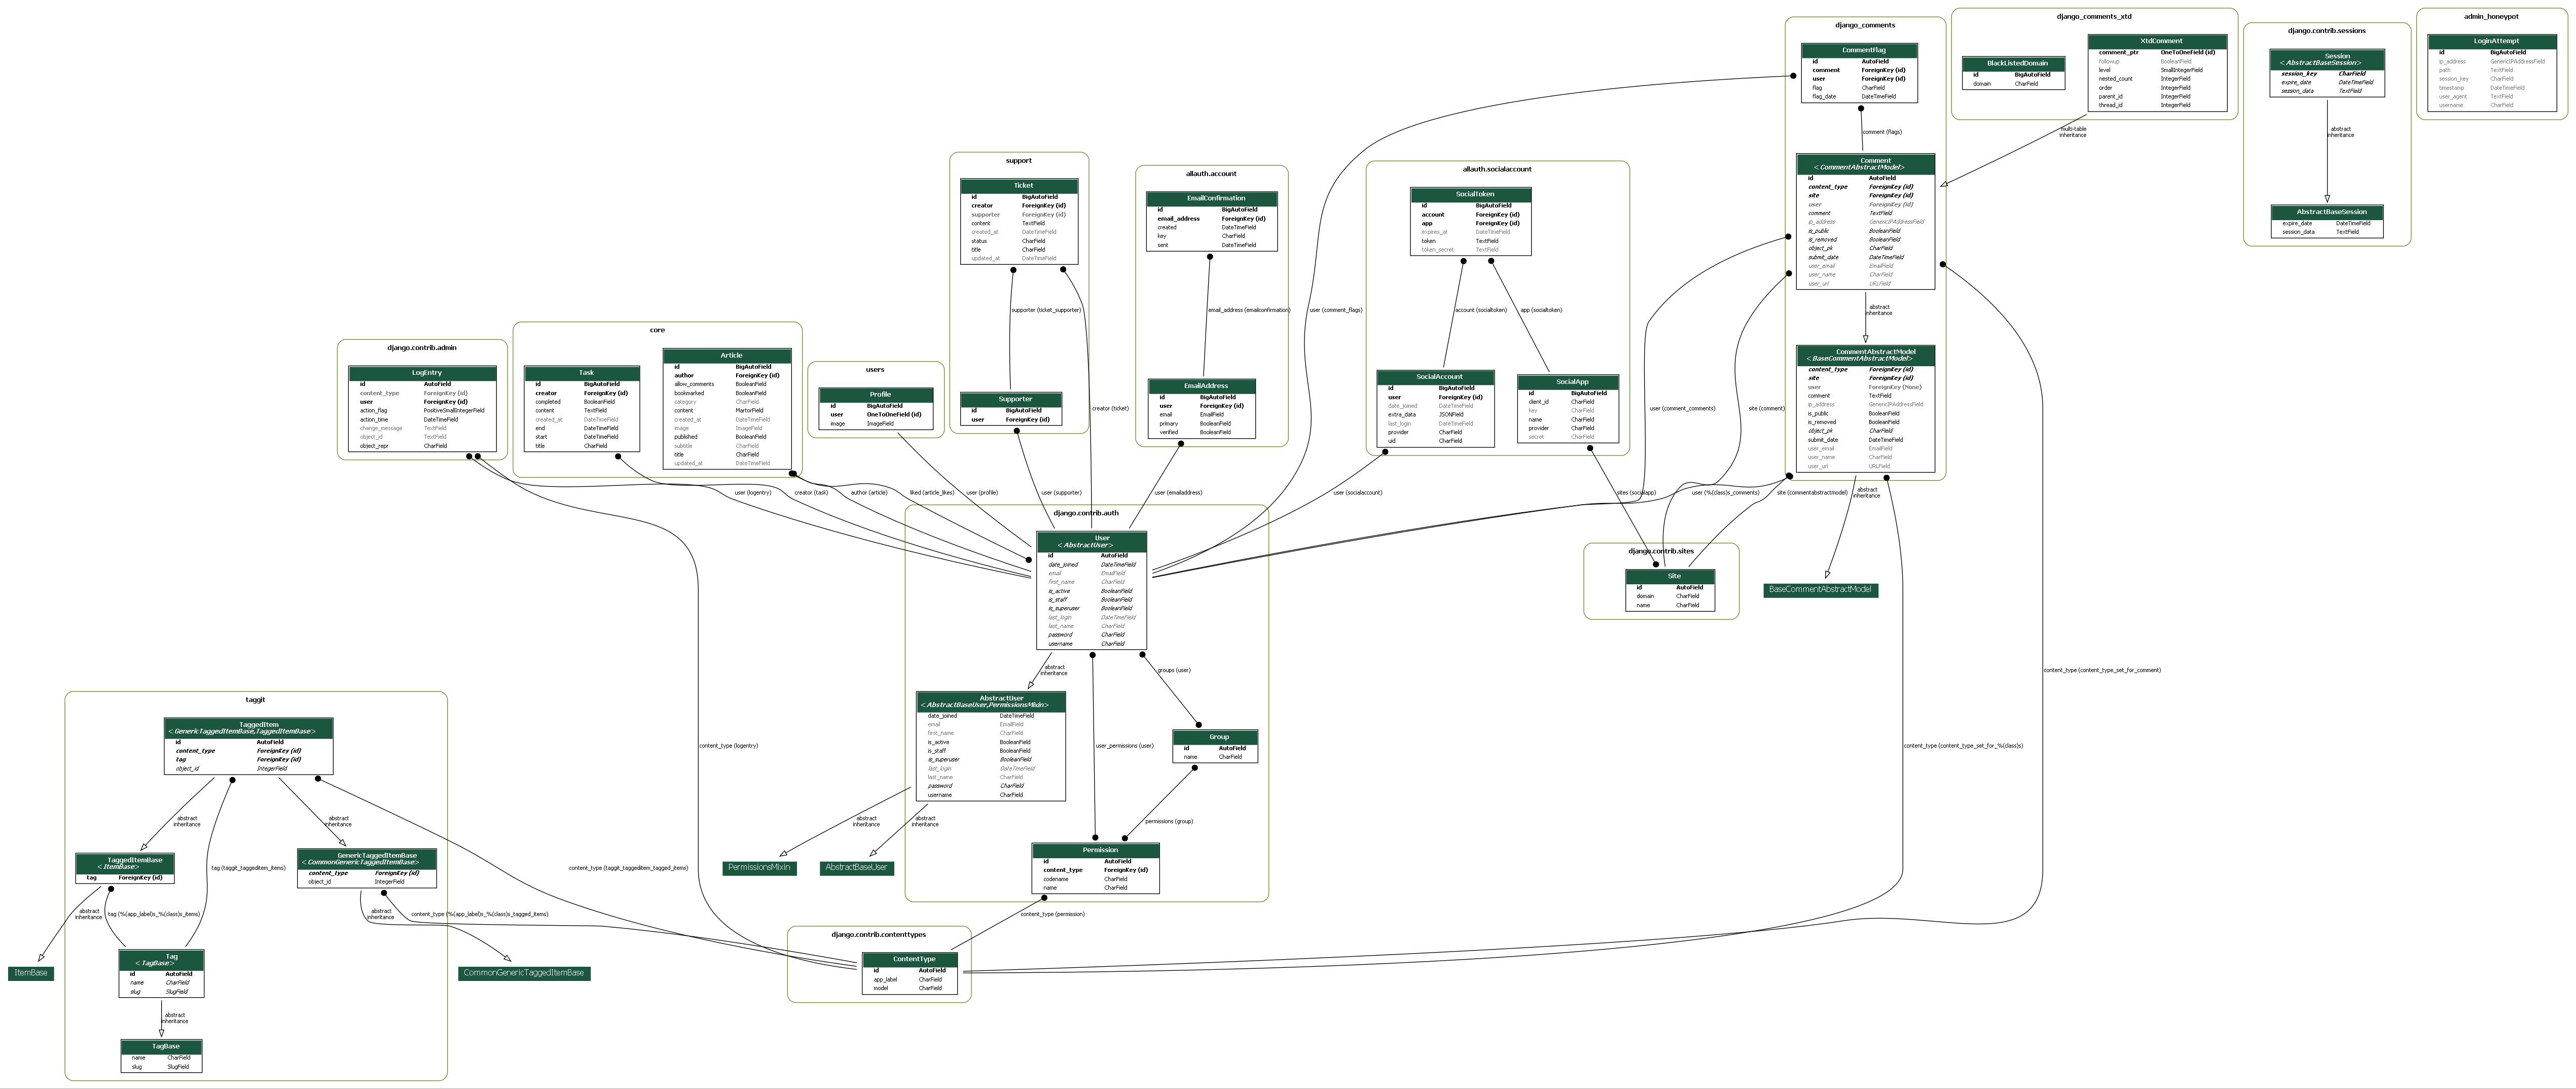 django_comments
CommentFlag
id AutoField
comment ForeignKey (id)
user ForeignKey (id)
flag CharField
flag_date DateTimeField
comment (flags)
Comment
<CommentAbstractModel>
id AutoField
content_type ForeignKey (id)
site ForeignKey (id)
user ForeignKey (id)
comment TextField
ip_address GenericIPAddressField
is_public BooleanField
is_removed BooleanField
object_pk CharField
submit_date DateTimeField
user_email EmailField
user_name CharField
user_url URLField
abstract
inheritance
CommentAbstractModel
<BaseCommentAbstractModel>
content_type ForeignKey (id)
site ForeignKey (id)
user ForeignKey (None)
comment TextField
ip_address GenericIPAddressField
is_public BooleanField
is_removed BooleanField
object_pk CharField
submit_date DateTimeField
user_email EmailField
user_name CharField
user_url URLField
abstract
inheritance
BaseCommentAbstractModel
django_comments_xtd
BlackListedDomain
id BigAutoField
domain CharField
XtdComment
comment_ptr OneToOneField (id)
followup BooleanField
level SmallIntegerField
nested_count IntegerField
order IntegerField
parent_id IntegerField
thread_id IntegerField
multi-table
inheritance
django.contrib.sessions
Session
<AbstractBaseSession>
session_key CharField
expire_date DateTimeField
session_data TextField
abstract
inheritance
AbstractBaseSession
expire_date DateTimeField
session_data TextField
admin_honeypot
LoginAttempt
id BigAutoField
ip_address GenericIPAddressField
path TextField
session_key CharField
timestamp DateTimeField
user_agent TextField
username CharField
support
Ticket
id BigAutoField
creator ForeignKey (id)
supporter ForeignKey (id)
content TextField
created_at DateTimeField
status CharField
title CharField
updated_at DateTimeField
supporter (ticket_supporter)
creator (ticket)
Supporter
id BigAutoField
user ForeignKey (id)
allauth.account
EmailConfirmation
id BigAutoField
email_address ForeignKey (id)
created DateTimeField
key CharField
sent DateTimeField
email_address (emailconfirmation)
EmailAddress
id BigAutoField
user ForeignKey (id)
email EmailField
primary BooleanField
verified BooleanField
user (comment_flags)
allauth.socialaccount
SocialToken
id BigAutoField
account ForeignKey (id)
app ForeignKey (id)
expires_at DateTimeField
token TextField
token_secret TextField
account (socialtoken)
app (socialtoken)
SocialAccount
id BigAutoField
user ForeignKey (id)
date_joined DateTimeField
extra_data JSONField
last_login DateTimeField
provider CharField
uid CharField
SocialApp
id BigAutoField
client_id CharField
key CharField
name CharField
provider CharField
secret CharField
user (comment_comments)
site (comment)
django.contrib.admin
LogEntry
id AutoField
content_type ForeignKey (id)
user ForeignKey (id)
action_flag PositiveSmallIntegerField
action_time DateTimeField
change_message TextField
object_id TextField
object_repr CharField
core
Task
id BigAutoField
creator ForeignKey (id)
completed BooleanField
content TextField
created_at DateTimeField
end DateTimeField
start DateTimeField
title CharField
Article
id BigAutoField
author ForeignKey (id)
allow_comments BooleanField
bookmarked BooleanField
category CharField
content MartorField
created_at DateTimeField
image ImageField
published BooleanField
subtitle CharField
title CharField
updated_at DateTimeField
users
Profile
id BigAutoField
user OneToOneField (id)
image ImageField
user (logentry)
creator (task)
author (article)
liked (article_likes)
user (profile)
user (supporter)
user (emailaddress)
user (socialaccount)
sites (socialapp)
user (%(class)s_comments)
site (commentabstractmodel)
django.contrib.auth
User
<AbstractUser>
id AutoField
date_joined DateTimeField
email EmailField
first_name CharField
is_active BooleanField
is_staff BooleanField
is_superuser BooleanField
last_login DateTimeField
last_name CharField
password CharField
username CharField
abstract
inheritance
groups (user)
user_permissions (user)
AbstractUser
<AbstractBaseUser,PermissionsMixin>
date_joined DateTimeField
email EmailField
first_name CharField
is_active BooleanField
is_staff BooleanField
is_superuser BooleanField
last_login DateTimeField
last_name CharField
password CharField
username CharField
Group
id AutoField
name CharField
permissions (group)
abstract
inheritance
abstract
inheritance
PermissionsMixin
AbstractBaseUser
Permission
id AutoField
content_type ForeignKey (id)
codename CharField
name CharField
content_type (permission)
django.contrib.sites
Site
id AutoField
domain CharField
name CharField
content_type (content_type_set_for_comment)
content_type (content_type_set_for_%(class)s)
content_type (logentry)
django.contrib.contenttypes
ContentType
id AutoField
app_label CharField
model CharField
taggit
TaggedItem
<GenericTaggedItemBase,TaggedItemBase>
id AutoField
content_type ForeignKey (id)
tag ForeignKey (id)
object_id IntegerField
abstract
inheritance
abstract
inheritance
tag (taggit_taggeditem_items)
content_type (taggit_taggeditem_tagged_items)
TaggedItemBase
<ItemBase>
tag ForeignKey (id)
GenericTaggedItemBase
<CommonGenericTaggedItemBase>
content_type ForeignKey (id)
object_id IntegerField
abstract
inheritance
tag (%(app_label)s_%(class)s_items)
abstract
inheritance
content_type (%(app_label)s_%(class)s_tagged_items)
ItemBase
CommonGenericTaggedItemBase
Tag
<TagBase>
id AutoField
name CharField
slug SlugField
abstract
inheritance
TagBase
name CharField
slug SlugField